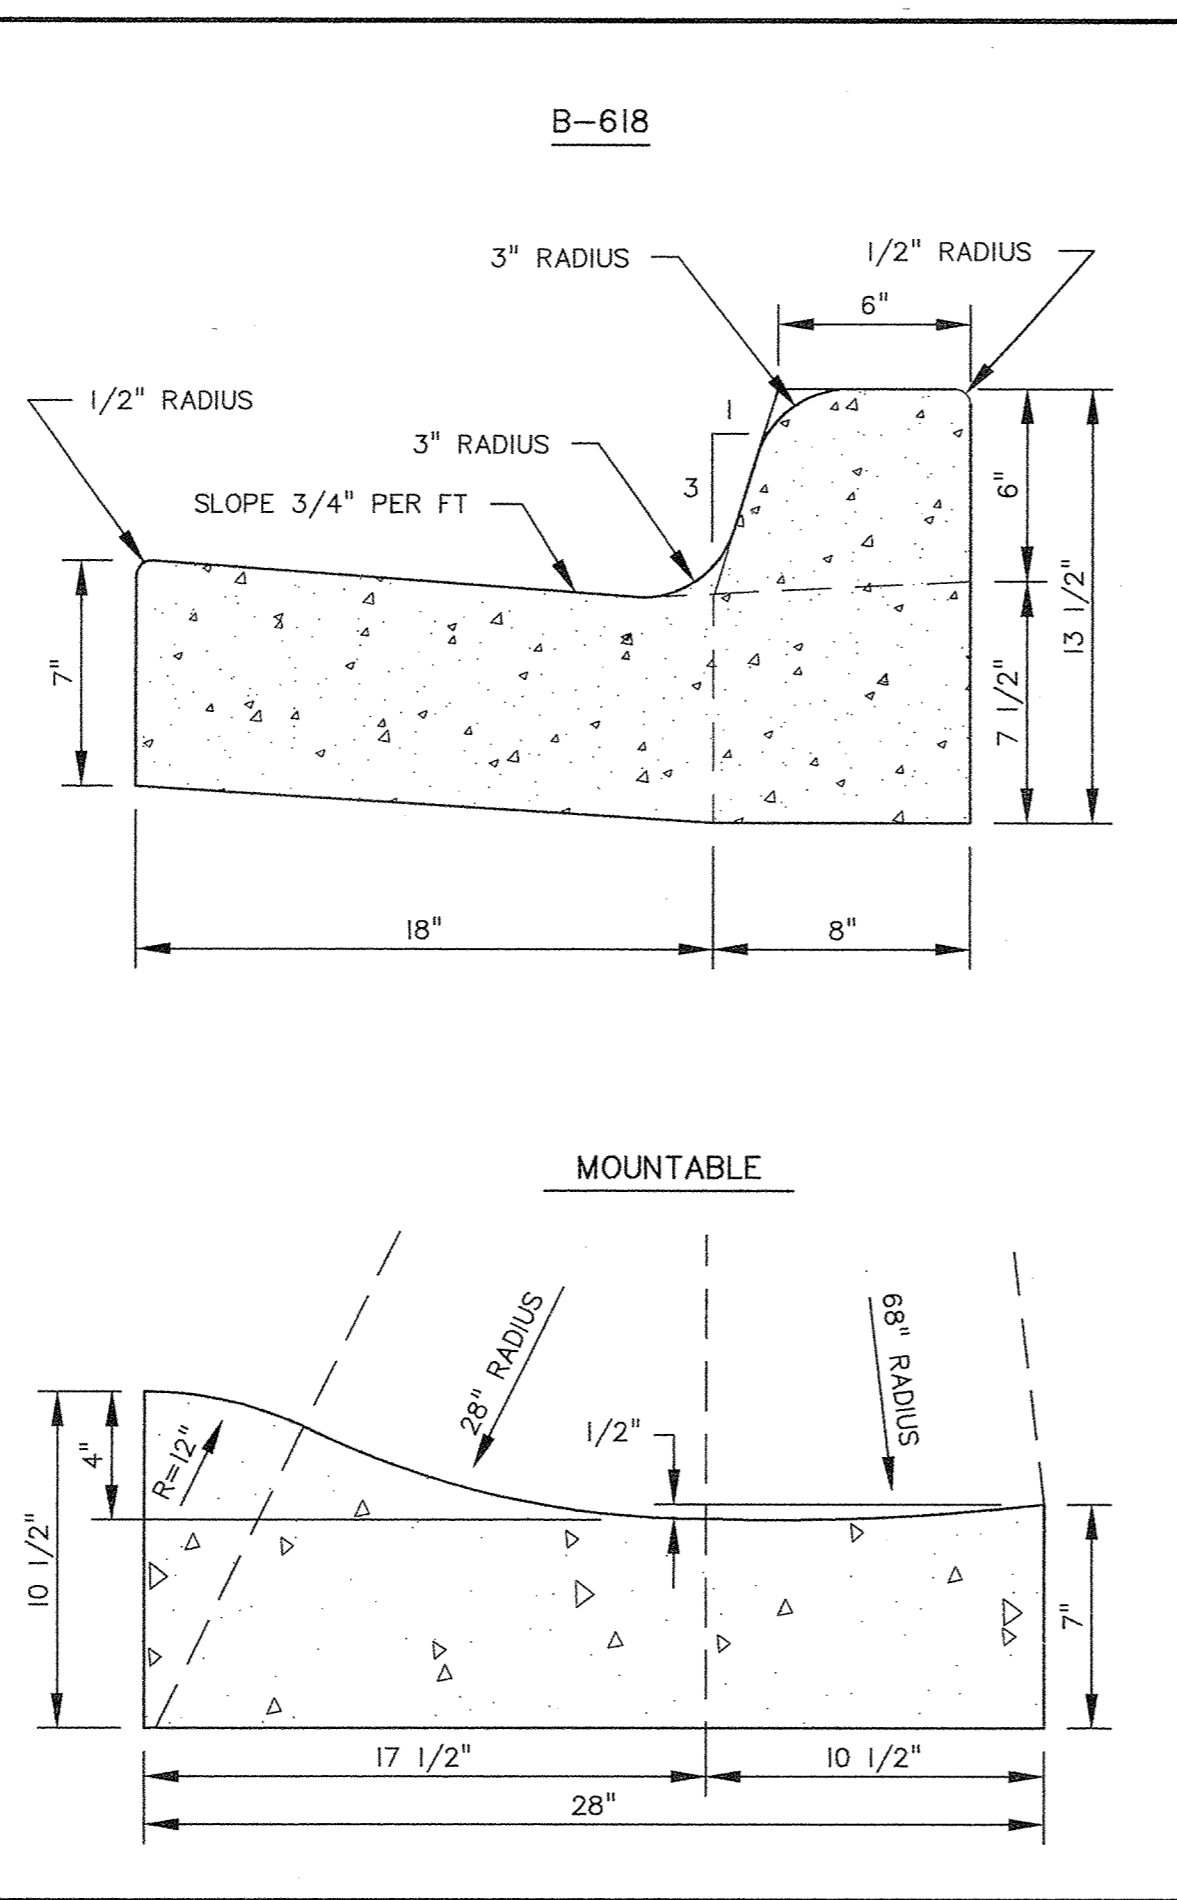 B-618
3" RADIUS
1/2" RADIUS
6"
1/2" RADIUS
1
3" RADIUS
3
6"
SLOPE 3/4" PER FT
13 1/2"
7"
7 1/2"
18"
8"
MOUNTABLE
28" RADIUS
68" RADIUS
1/2"
4"
R=12"
10 1/2"
7"
17 1/2"
10 1/2"
28"